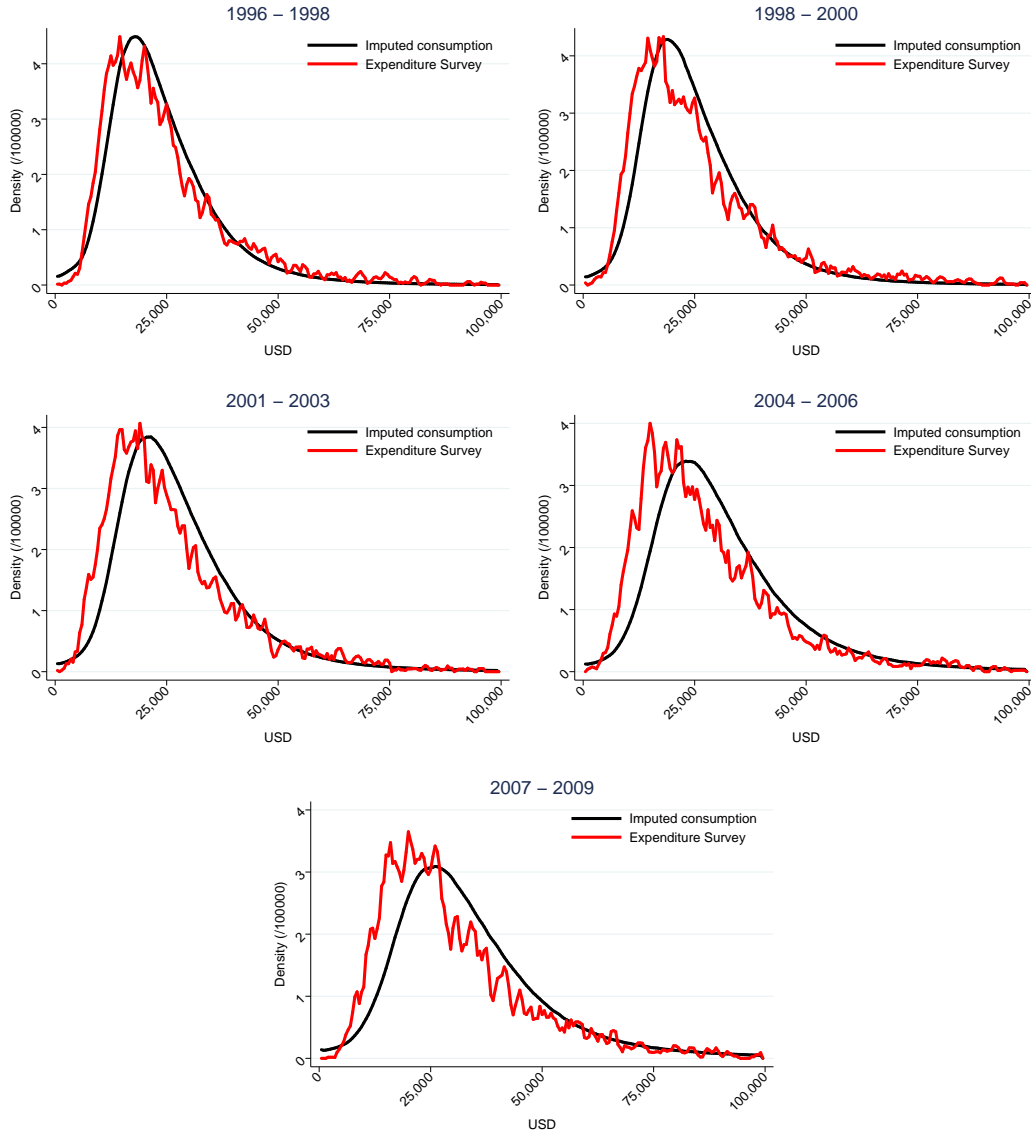 1996 – 1998
Imputed consumption
Expenditure Survey
Density (/100000)
4
3
2
1
0
0
25,000
50,000
75,000
100,000
USD
1998 – 2000
Imputed consumption
Expenditure Survey
Density (/100000)
4
3
2
1
0
0
25,000
50,000
75,000
100,000
USD
2001 – 2003
Imputed consumption
Expenditure Survey
Density (/100000)
4
3
2
1
0
0
25,000
50,000
75,000
100,000
USD
2004 – 2006
Imputed consumption
Expenditure Survey
Density (/100000)
4
3
2
1
0
0
25,000
50,000
75,000
100,000
USD
2007 – 2009
Imputed consumption
Expenditure Survey
Density (/100000)
4
3
2
1
0
0
25,000
50,000
75,000
100,000
USD